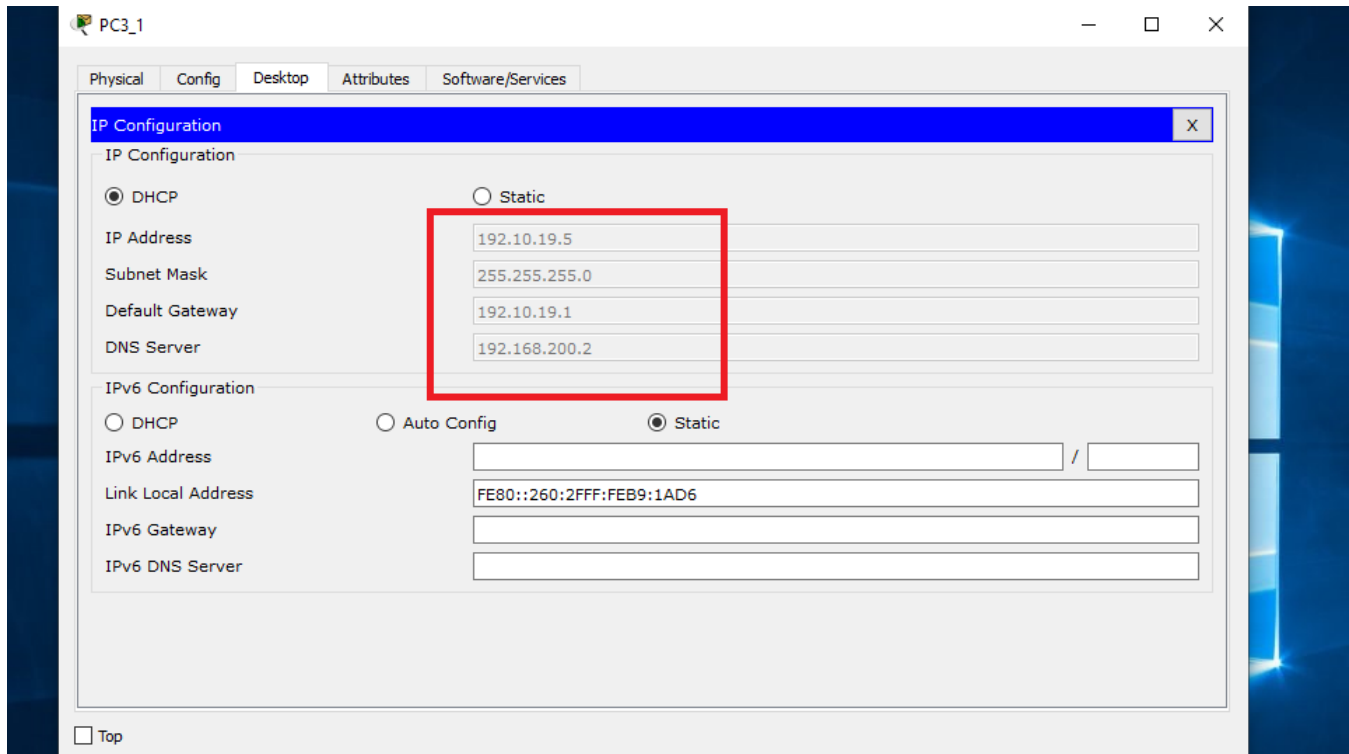 PC3_1
Physical Config Desktop Attributes Software/Services
IP Configuration X
IP Configuration
DHCP Static
IP Address 192.10.19.5
Subnet Mask 255.255.255.0
Default Gateway 192.10.19.1
DNS Server 192.168.200.2
IPv6 Configuration
DHCP Auto Config Static
IPv6 Address /
Link Local Address FE80::260:2FFF:FEB9:1AD6
IPv6 Gateway
IPv6 DNS Server
Top